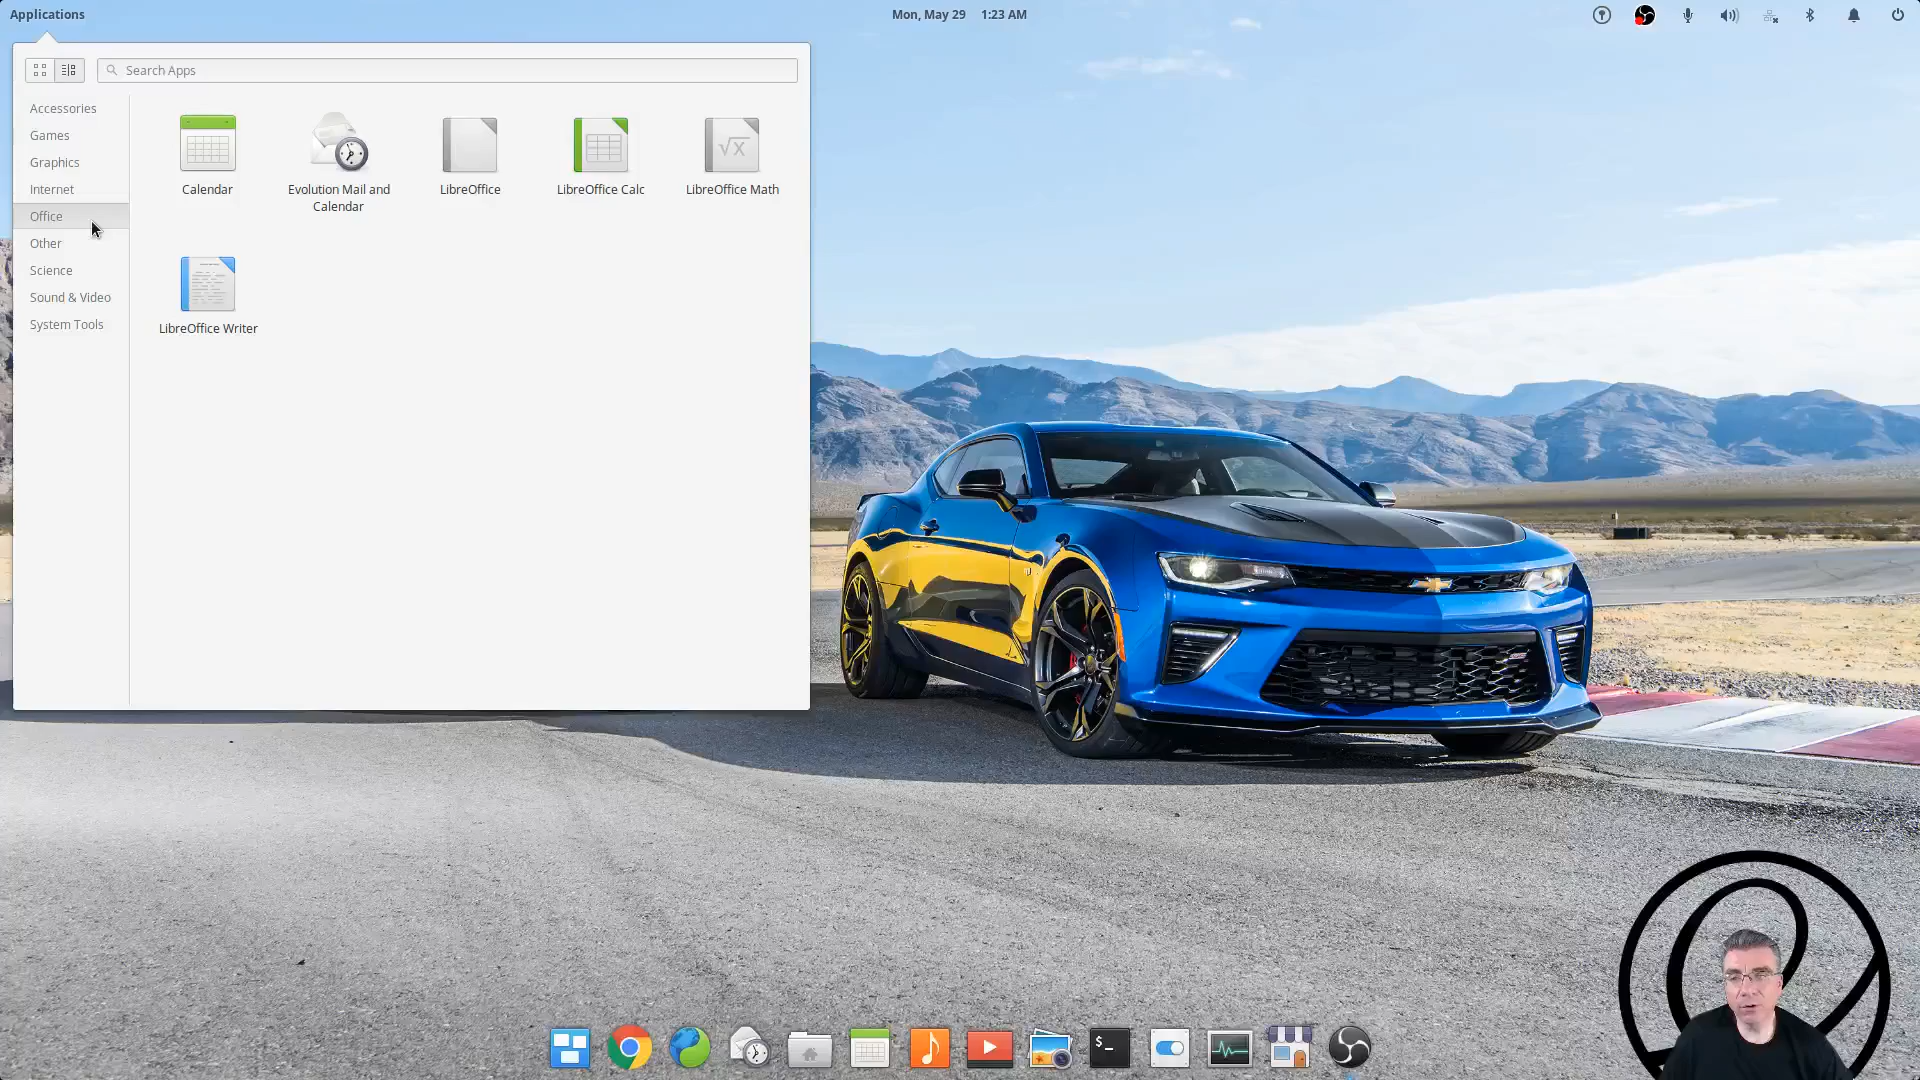 Applications
Mon, May 29 1:23 AM
Search Apps
Accessories
Games
Graphics
Internet
Office
Other
Science
Sound & Video
System Tools
Calendar
Evolution Mail and
Calendar
LibreOffice
LibreOffice Calc
√x
LibreOffice Math
LibreOffice Writer
$_